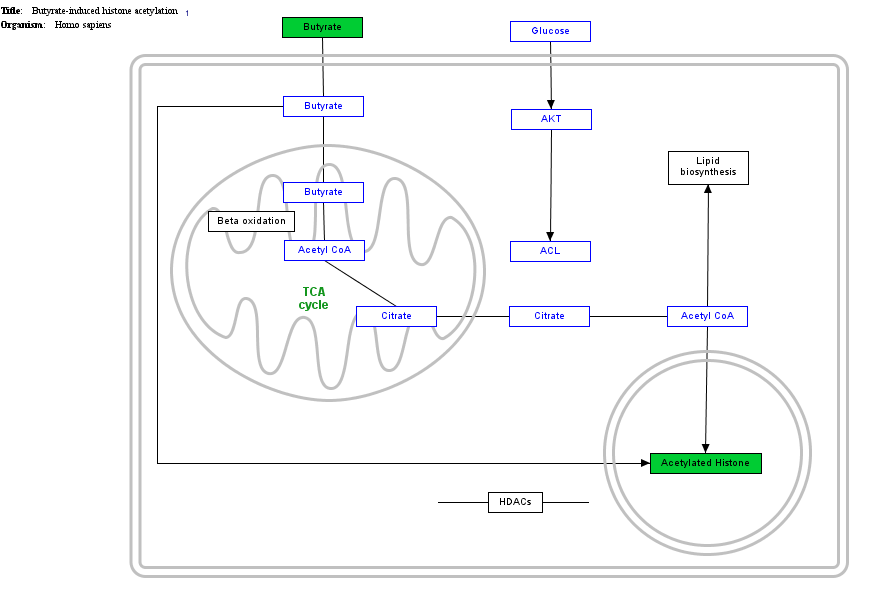 Title: Butyrate-induced histone acetylation 1
Organism: Homo sapiens
Butyrate
Glucose
Butyrate
AKT
Lipid
biosynthesis
Butyrate
Beta oxidation
Acetyl CoA
ACL
TCA
cycle
Citrate
Citrate
Acetyl CoA
Acetylated Histone
HDACs